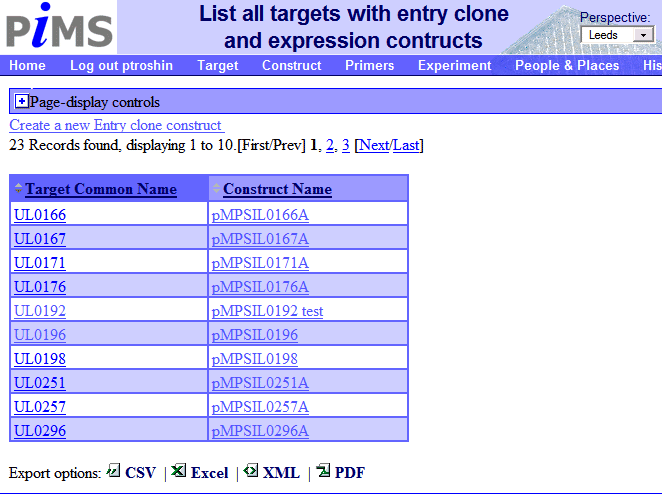 PiMS
List all targets with entry clone
and expression contructs
Perspective:
Leeds
Home Log out ptroshin Target Construct Primers Experiment People & Places His
Page-display controls
Create a new Entry clone construct
23 Records found, displaying 1 to 10.[First/Prev] 1, 2, 3 [Next/Last]
Target Common Name Construct Name
UL0166 pMPSIL0166A
UL0167 pMPSIL0167A
UL0171 pMPSIL0171A
UL0176 pMPSIL0176A
UL0192 pMPSIL0192 test
UL0196 pMPSIL0196
UL0198 pMPSIL0198
UL0251 pMPSIL0251A
UL0257 pMPSIL0257A
UL0296 pMPSIL0296A
Export options: CSV | Excel | XML | PDF